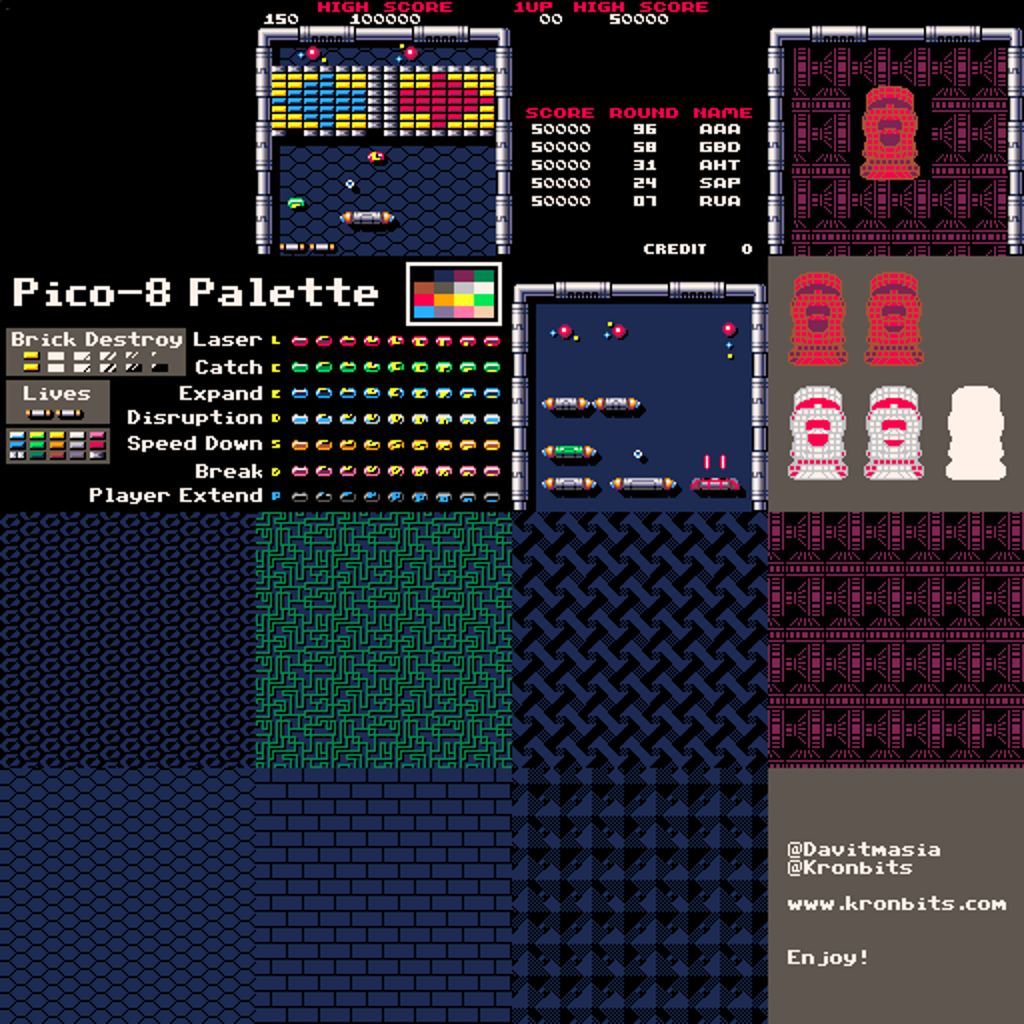 HIGH SCORE
150 100000
1UP HIGH SCORE
00 50000
SCORE ROUND NAME
50000 96 AAA
50000 58 GBD
50000 31 AHT
50000 24 SAP
50000 07 RUA
CREDIT 0
Pico-8 Palette
Brick Destroy
Lives
Laser L
Catch C
Expand E
Disruption D
Speed Down S
Break B
Player Extend P
@Davitmasia
@Kronbits
www.kronbits.com
Enjoy!